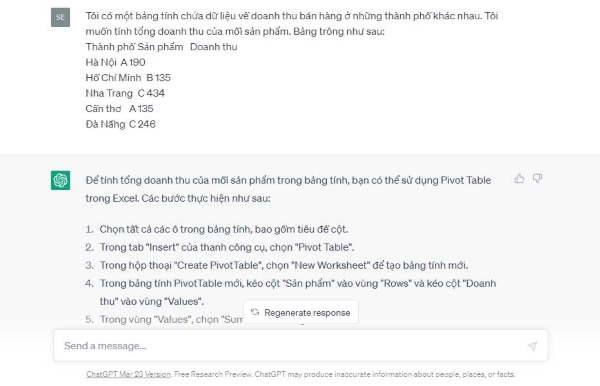 SE
Tôi có một bảng tính chứa dữ liệu về doanh thu bán hàng ở những thành phố khác nhau. Tôi
muốn tính tổng doanh thu của mỗi sản phẩm. Bảng trông như sau:
Thành phố Sản phẩm Doanh thu
Hà Nội A 190
Hồ Chí Minh B 135
Nha Trang C 434
Cần thơ A 135
Đà Nẵng C 246
Để tính tổng doanh thu của mỗi sản phẩm trong bảng tính, bạn có thể sử dụng Pivot Table
trong Excel. Các bước thực hiện như sau:
1. Chọn tất cả các ô trong bảng tính, bao gồm tiêu đề cột.
2. Trong tab "Insert" của thanh công cụ, chọn "Pivot Table".
3. Trong hộp thoại "Create PivotTable", chọn "New Worksheet" để tạo bảng tính mới.
4. Trong bảng tính PivotTable mới, kéo cột "Sản phẩm" vào vùng "Rows" và kéo cột "Doanh
thu" vào vùng "Values".
5. Trong vùng "Values", chọn "Sum
Regenerate response
Send a message...
ChatGPT Mar 23 Version. Free Research Preview. ChatGPT may produce inaccurate information about people, places, or facts.